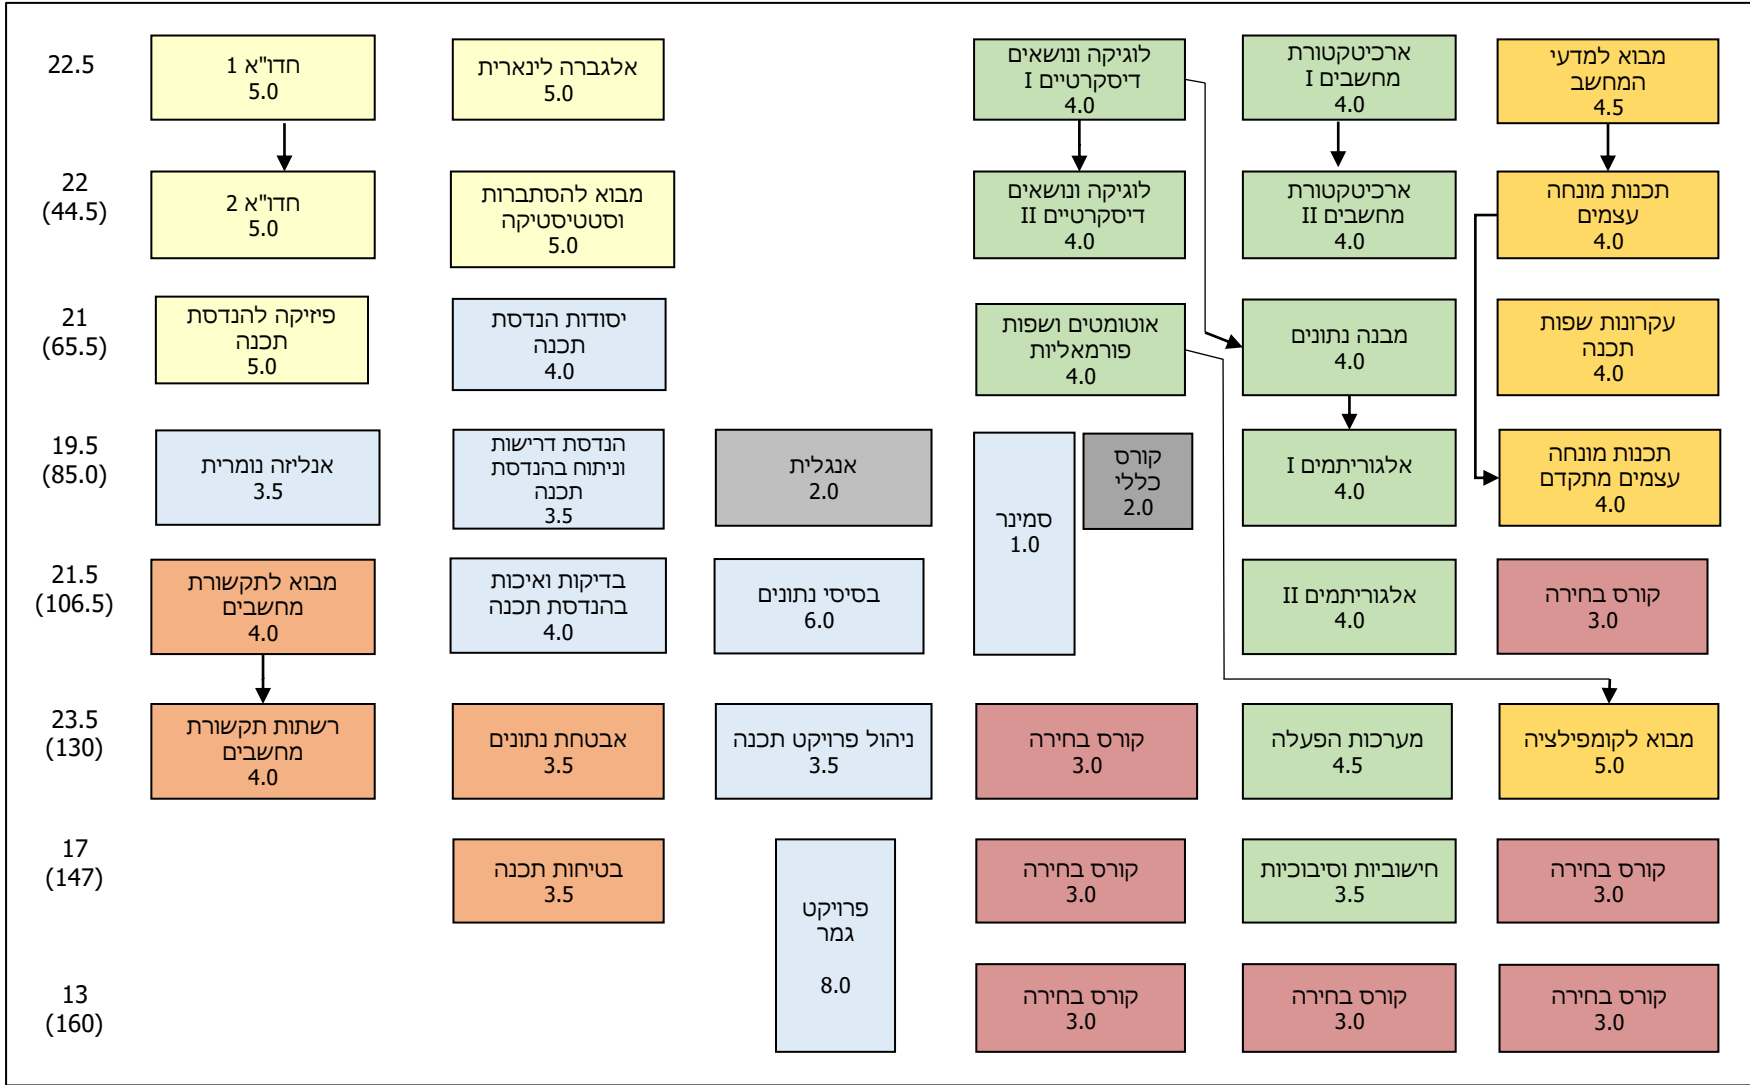 22.5
חדו"א 1
5.0
אלגברה לינארית
5.0
לוגיקה ונושאים
דיסקרטיים I
4.0
ארכיטקטורת
מחשבים I
4.0
מבוא למדעי
המחשב
4.5
22
(44.5)
חדו"א 2
5.0
מבוא להסתברות
וסטטיסטיקה
5.0
לוגיקה ונושאים
דיסקרטיים II
4.0
ארכיטקטורת
מחשבים II
4.0
תכנות מונחה
עצמים
4.0
21
(65.5)
פיזיקה להנדסת
תכנה
5.0
יסודות הנדסת
תכנה
4.0
אוטומטים ושפות
פורמאליות
4.0
מבנה נתונים
4.0
עקרונות שפות
תכנה
4.0
19.5
(85.0)
אנליזה נומרית
3.5
הנדסת דרישות
וניתוח בהנדסת
תכנה
3.5
אנגלית
2.0
סמינר
1.0
קורס
כללי
2.0
אלגוריתמים I
4.0
תכנות מונחה
עצמים מתקדם
4.0
21.5
(106.5)
מבוא לתקשורת
מחשבים
4.0
בדיקות ואיכות
בהנדסת תכנה
4.0
בסיסי נתונים
6.0
אלגוריתמים II
4.0
קורס בחירה
3.0
23.5
(130)
רשתות תקשורת
מחשבים
4.0
אבטחת נתונים
3.5
ניהול פרויקט תכנה
3.5
קורס בחירה
3.0
מערכות הפעלה
4.5
מבוא לקומפילציה
5.0
17
(147)
בטיחות תכנה
3.5
פרויקט
גמר
8.0
קורס בחירה
3.0
חישוביות וסיבוכיות
3.5
קורס בחירה
3.0
13
(160)
קורס בחירה
3.0
קורס בחירה
3.0
קורס בחירה
3.0